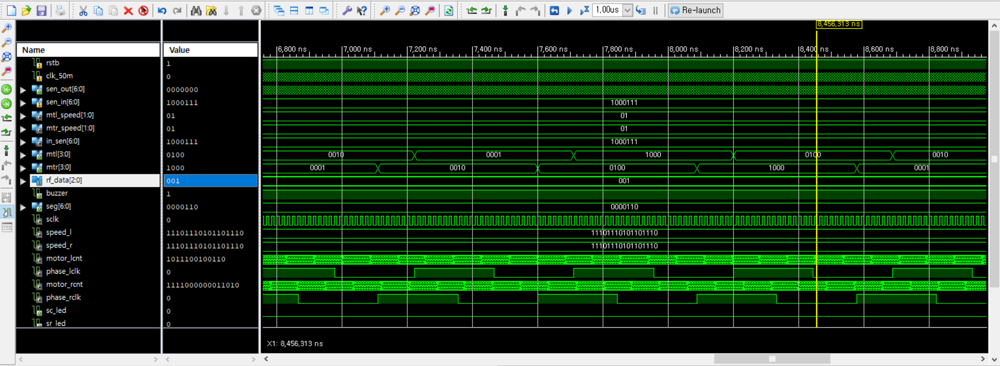 1,00us
Re-launch
8,456,313 ns
Name
Value
6,800 ns
7,000 ns
7,200 ns
7,400 ns
7,600 ns
7,800 ns
8,000 ns
8,200 ns
8,400 ns
8,600 ns
8,800 ns
rstb 1
clk_50m 0
sen_out[6:0] 0000000
sen_in[6:0] 1000111 1000111
mtl_speed[1:0] 01 01
mtr_speed[1:0] 01 01
in_sen[6:0] 1000111 1000111
mtl[3:0] 0100 0010 0001 1000 0100 0010
mtr[3:0] 1000 0001 0010 0100 1000 0001
rf_data[2:0] 001 001
buzzer 1
seg[6:0] 0000110 0000110
sclk 0
speed_l 11101110101101110 11101110101101110
speed_r 11101110101101110 11101110101101110
motor_lcnt 1011100100110
phase_lclk 0
motor_rcnt 1111000000011010
phase_rclk 0
sc_led 0
sr_led 0
X1: 8,456,313 ns